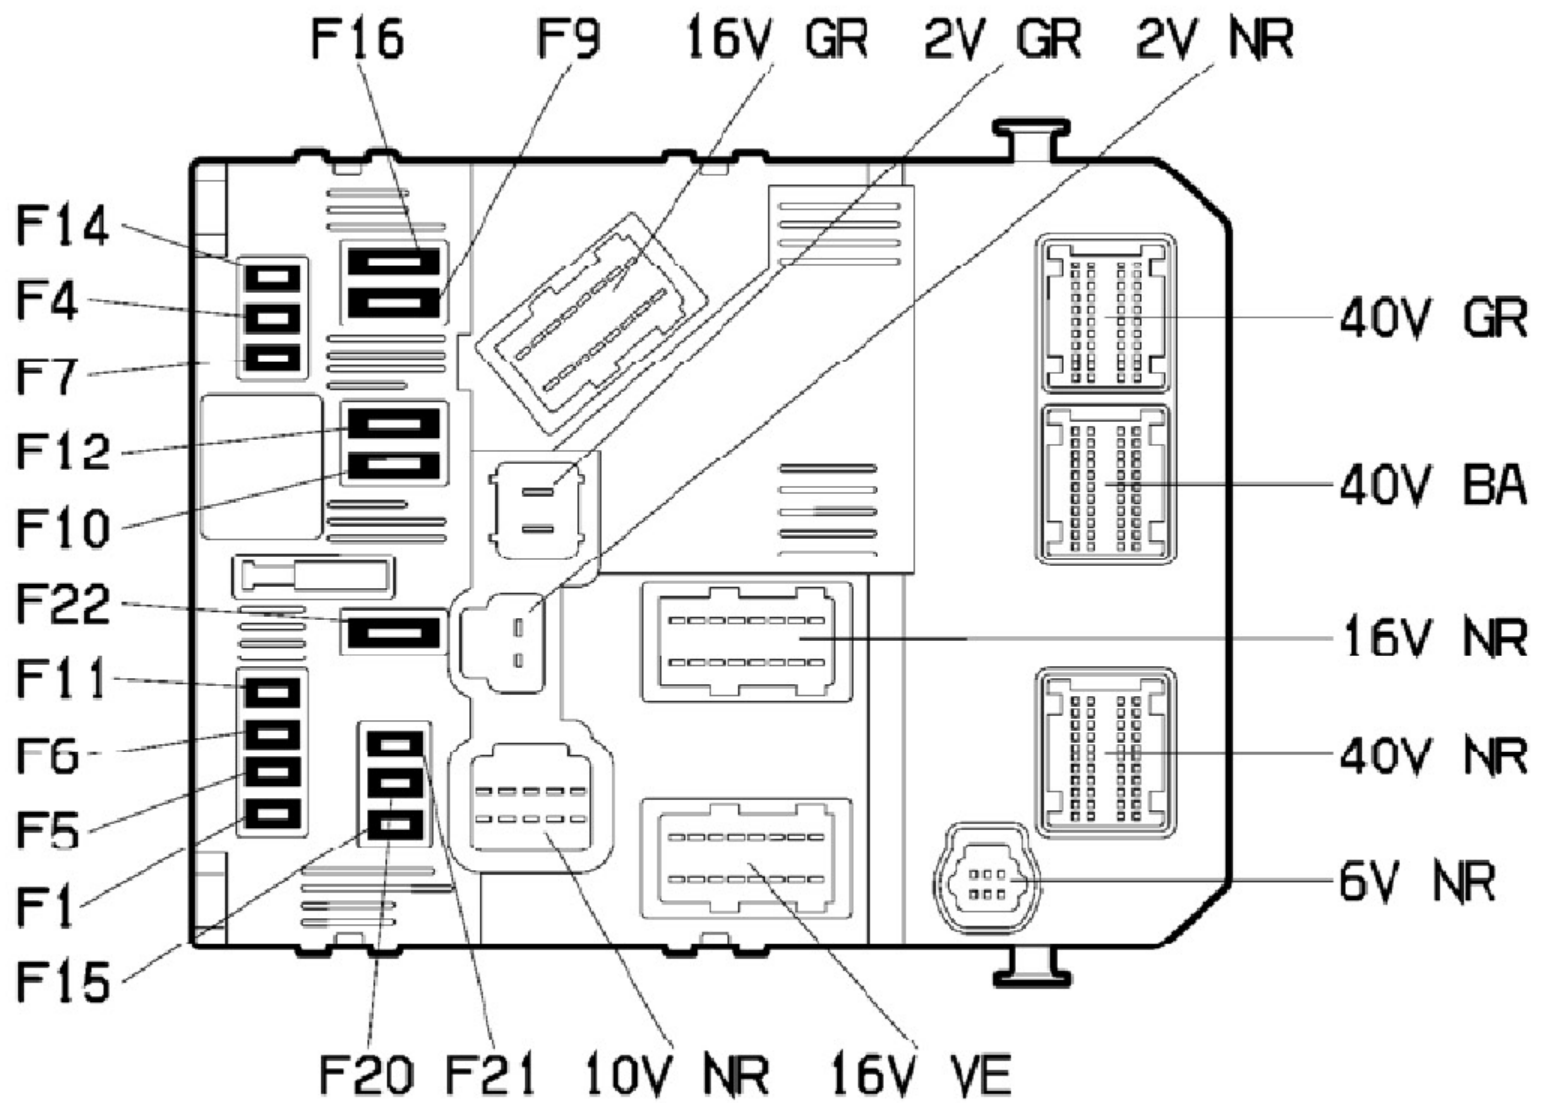 F16 F9 16V GR 2V GR 2V NR
F14
F4
40V GR
F7
F12
40V BA
F10
F22
16V NR
F11
F6
40V NR
F5
6V NR
F1
F15
F20 F21 10V NR 16V VE